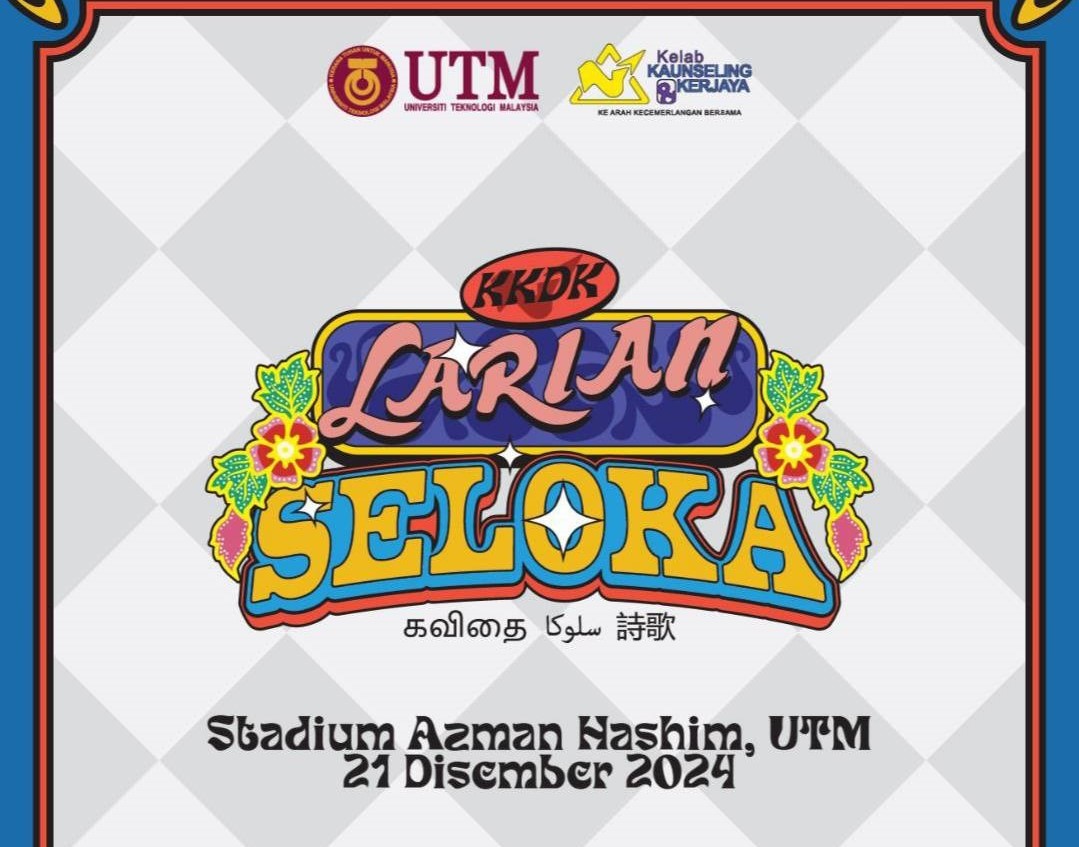 UTM
UNIVERSITI TEKNOLOGI MALAYSIA
Kelab
KAUNSELING
& KERJAYA
KE ARAH KECEMERLANGAN BERSAMA
KKDK
LARIAN
SELOKA
கவிதை سلوكا 詩歌
Stadium Azman Hashim, UTM
21 Disember 2024